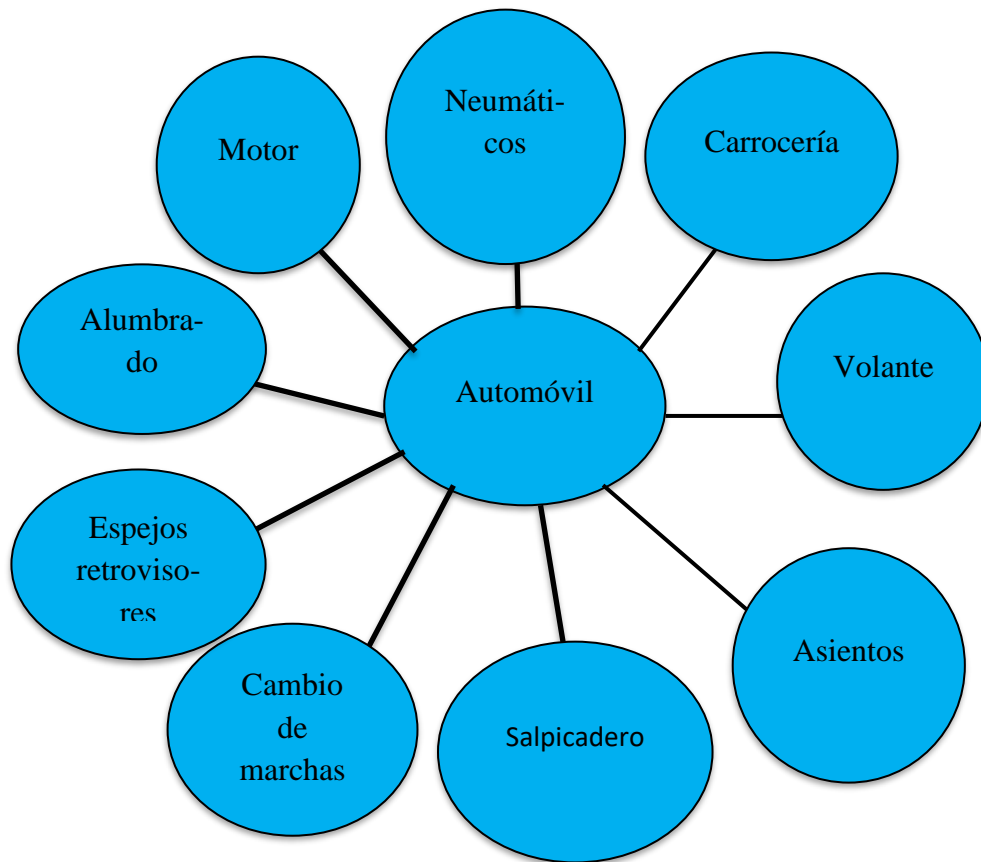 Neumáti-
cos
Motor
Carrocería
Alumbra-
do
Volante
Automóvil
Espejos
retroviso-
res
Asientos
Cambio
de
marchas
Salpicadero